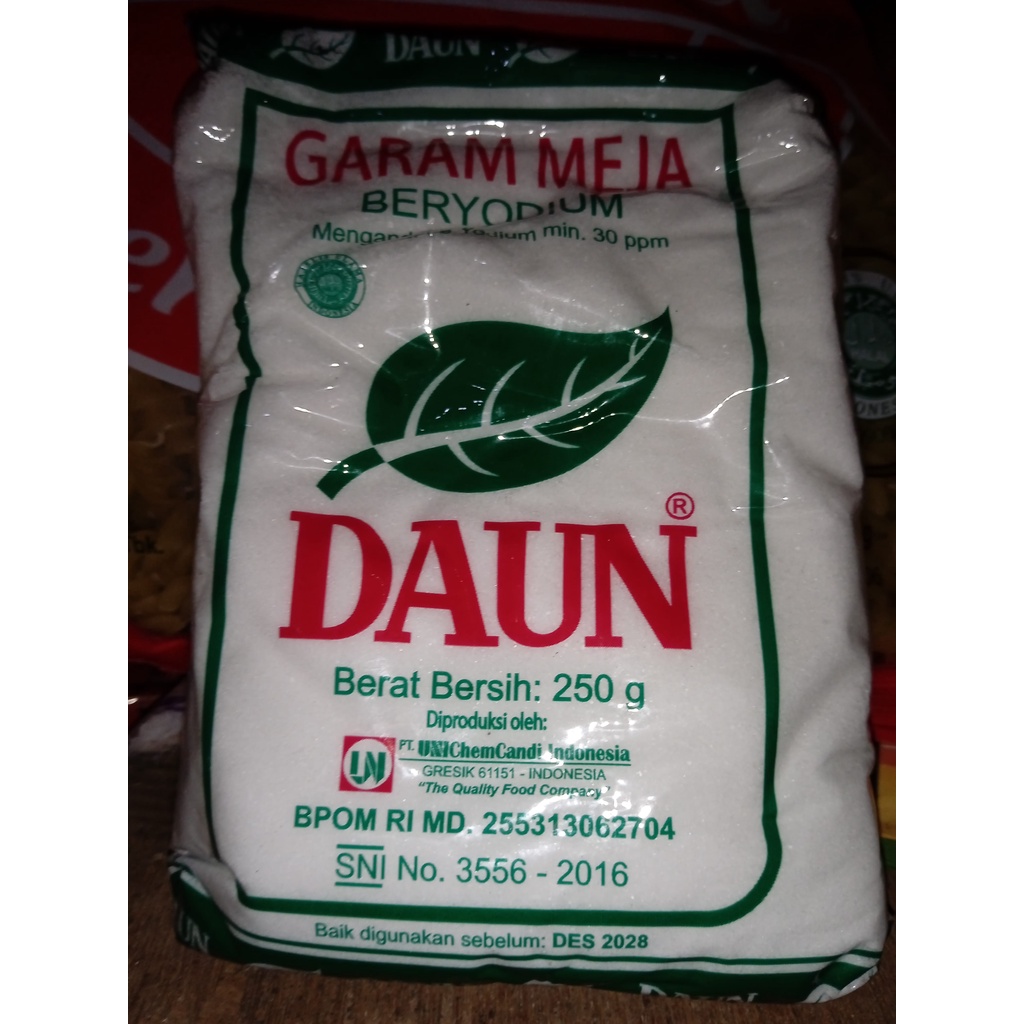 DAUN
GARAM MEJA
BERYODIUM
min. 30 ppm
DAUN®
Berat Bersih: 250 g
Diproduksi oleh:
PT. UNIChemCandi Indonesia
GRESIK 61151 - INDONESIA
"The Quality Food Company"
BPOM RI MD. 255313062704
SNI No. 3556 - 2016
Baik digunakan sebelum: DES 2028
DAUN